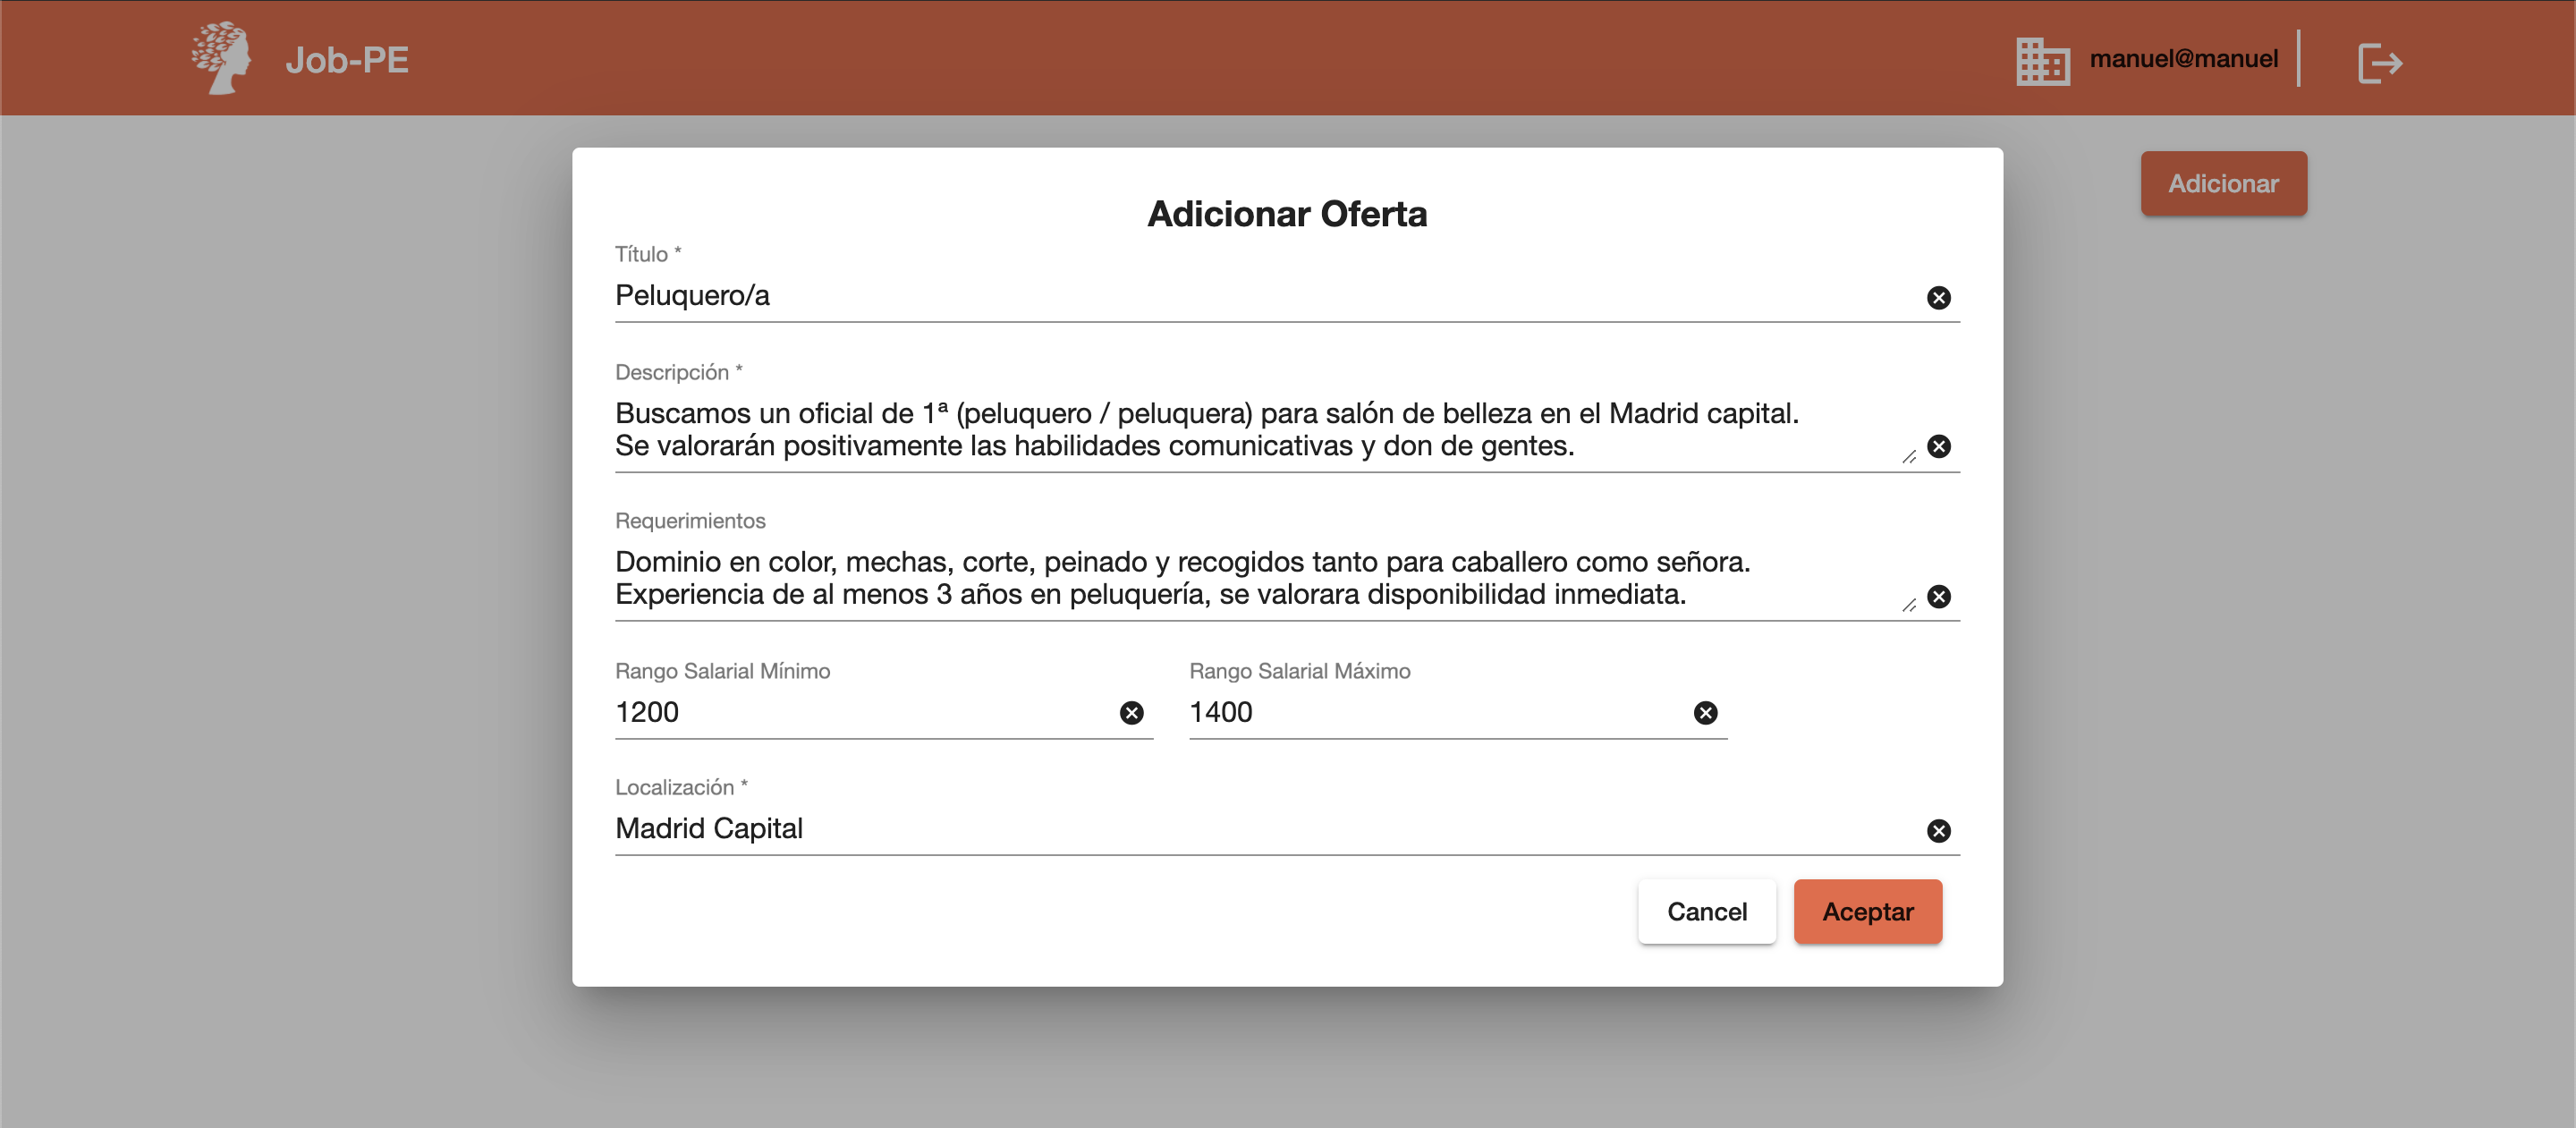 Job-PE
manuel@manuel
Adicionar
Adicionar Oferta
Título *
Peluquero/a
Descripción *
Buscamos un oficial de 1ª (peluquero / peluquera) para salón de belleza en el Madrid capital.
Se valorarán positivamente las habilidades comunicativas y don de gentes.
Requerimientos
Dominio en color, mechas, corte, peinado y recogidos tanto para caballero como señora.
Experiencia de al menos 3 años en peluquería, se valorara disponibilidad inmediata.
Rango Salarial Mínimo
1200
Rango Salarial Máximo
1400
Localización *
Madrid Capital
Cancel
Aceptar